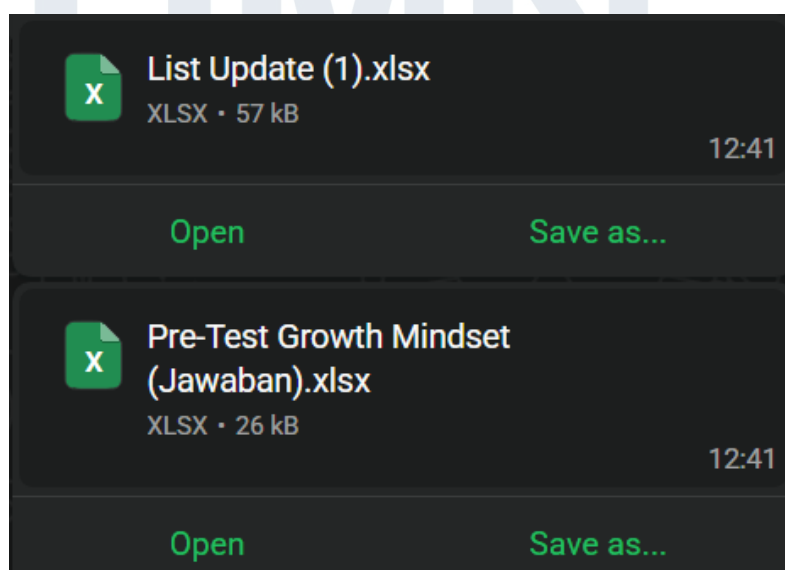 List Update (1).xlsx
XLSX • 57 kB
12:41
Open Save as...
Pre-Test Growth Mindset
(Jawaban).xlsx
XLSX • 26 kB
12:41
Open Save as...